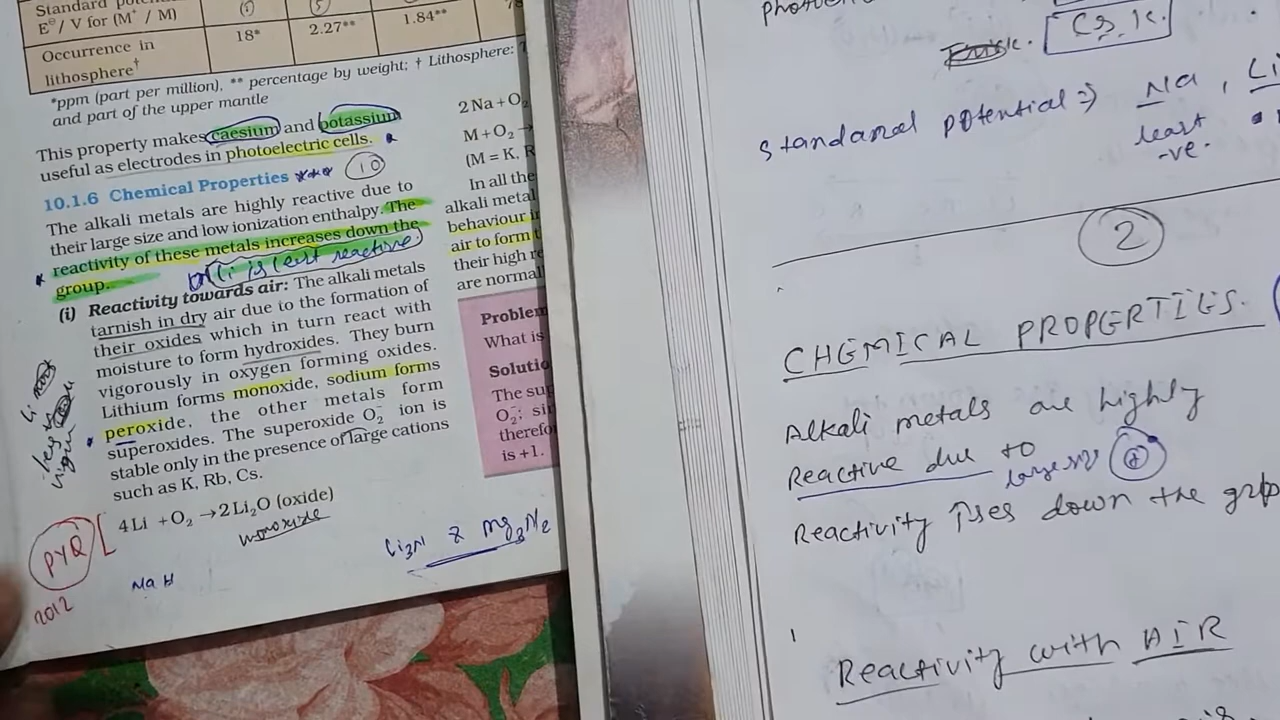 Standard
E⊖/ V for (M⁺ / M)
Occurrence in
lithosphere†
18*
2.27**
1.84**
*ppm (part per million), ** percentage by weight; † Lithosphere:
and part of the upper mantle
This property makes caesium and potassium
useful as electrodes in photoelectric cells.
10.1.6 Chemical Properties *** 10
The alkali metals are highly reactive due to
their large size and low ionization enthalpy. The
reactivity of these metals increases down the
group.
Li is least reactive
(i) Reactivity towards air: The alkali metals
tarnish in dry air due to the formation of
their oxides which in turn react with
moisture to form hydroxides. They burn
vigorously in oxygen forming oxides.
Lithium forms monoxide, sodium forms
peroxide, the other metals form
superoxides. The superoxide O₂⁻ ion is
stable only in the presence of large cations
such as K, Rb, Cs.
4Li + O₂ →2Li₂O (oxide)
monoxide
PYQ
2012
Na H
Li₃N & Mg₃N₂
2Na+O₂
M+O₂→
(M = K, R
In all the
alkali metal
behaviour i
air to form t
their high re
are normal
Problem
What is
Solutio
The sup
O₂⁻; sin
therefo
is +1.
Cs, K.
Standard potential ⇒ Na, Li
least
-ve.
2
CHEMICAL PROPERTIES.
Alkali metals are highly
Reactive due to
large
Reactivity ↑ses down the grp
Reactivity with AIR